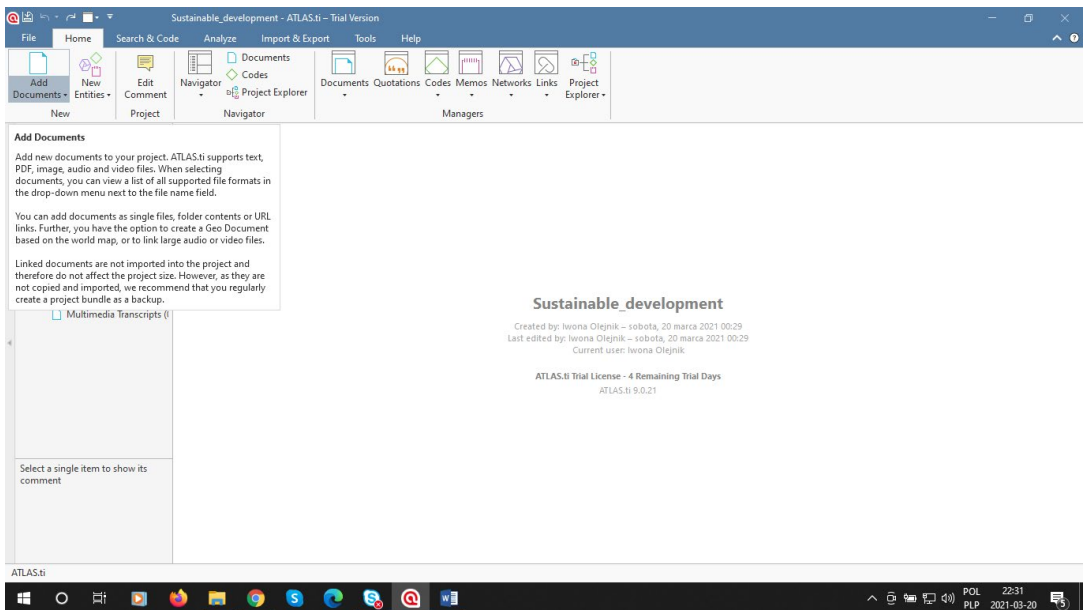 Sustainable_development - ATLAS.ti – Trial Version
File Home Search & Code Analyze Import & Export Tools Help
Add Documents
New Entities
Edit Comment
Navigator
Documents
Codes
Project Explorer
Documents Quotations Codes Memos Networks Links Project Explorer
New Project Navigator Managers
Add Documents
Add new documents to your project. ATLAS.ti supports text,
PDF, image, audio and video files. When selecting
documents, you can view a list of all supported file formats in
the drop-down menu next to the file name field.
You can add documents as single files, folder contents or URL
links. Further, you have the option to create a Geo Document
based on the world map, or to link large audio or video files.
Linked documents are not imported into the project and
therefore do not affect the project size. However, as they are
not copied and imported, we recommend that you regularly
create a project bundle as a backup.
Multimedia Transcripts (
Sustainable_development
Created by: Iwona Olejnik – sobota, 20 marca 2021 00:29
Last edited by: Iwona Olejnik – sobota, 20 marca 2021 00:29
Current user: Iwona Olejnik
ATLAS.ti Trial License - 4 Remaining Trial Days
ATLAS.ti 9.0.21
Select a single item to show its
comment
ATLAS.ti
POL 22:31
PLP 2021-03-20
5